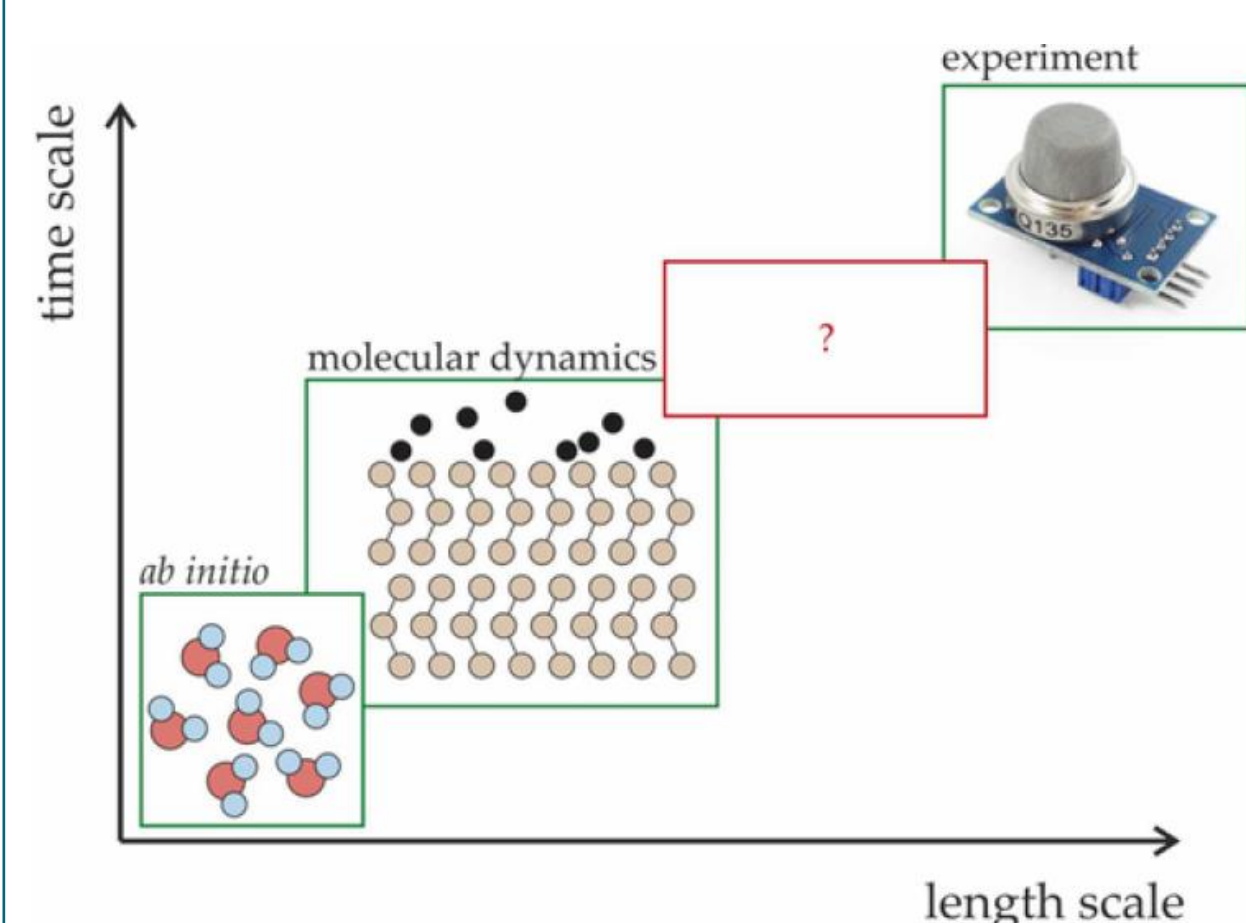 experiment
time scale
Q135
?
molecular dynamics
ab initio
length scale